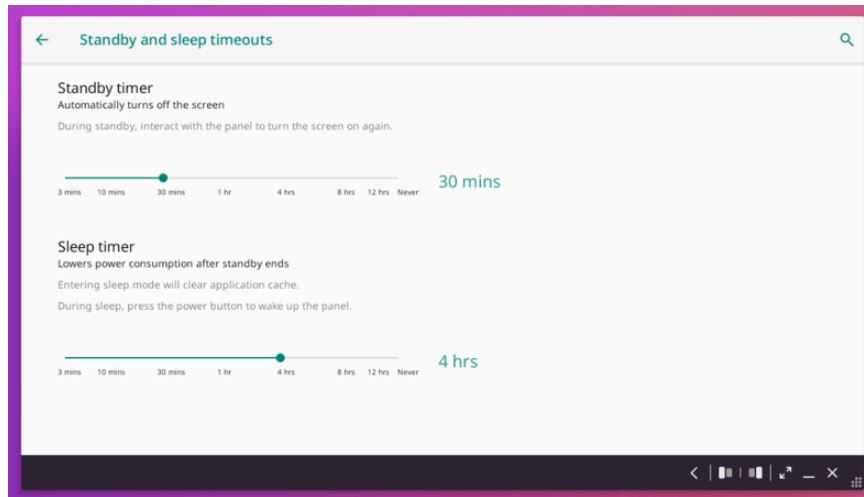 Standby and sleep timeouts
Standby timer
Automatically turns off the screen
During standby, interact with the panel to turn the screen on again.
30 mins
3 mins 10 mins 30 mins 1 hr 4 hrs 8 hrs 12 hrs Never
Sleep timer
Lowers power consumption after standby ends
Entering sleep mode will clear application cache.
During sleep, press the power button to wake up the panel.
4 hrs
3 mins 10 mins 30 mins 1 hr 4 hrs 8 hrs 12 hrs Never